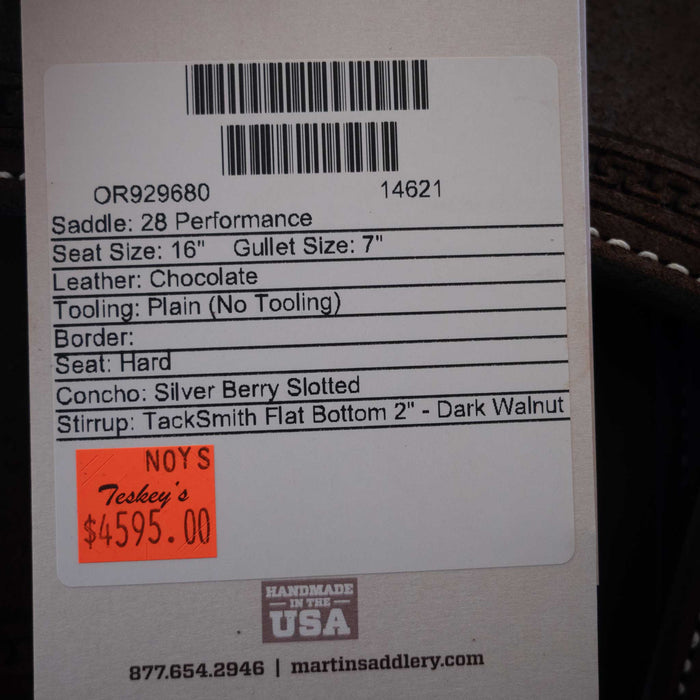 OR929680 14621
Saddle: 28 Performance
Seat Size: 16" Gullet Size: 7"
Leather: Chocolate
Tooling: Plain (No Tooling)
Border:
Seat: Hard
Concho: Silver Berry Slotted
Stirrup: TackSmith Flat Bottom 2" - Dark Walnut
NOYS
Teskey's
$4595.00
HANDMADE
IN THE
USA
877.654.2946 | martinsaddlery.com